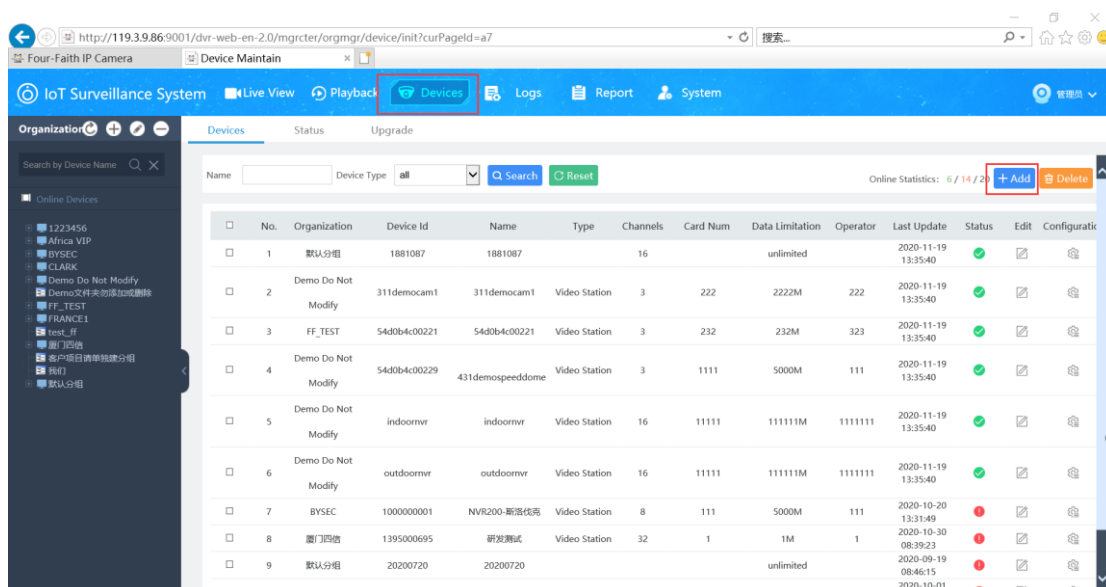 http://119.3.9.86:9001/dvr-web-en-2.0/mgrcter/orgmgr/device/init?curPageId=a7
搜索...
Four-Faith IP Camera
Device Maintain
IoT Surveillance System
Live View
Playback
Devices
Logs
Report
System
管理员
Organization
Devices
Status
Upgrade
Search by Device Name
Name
Device Type
all
Search
Reset
Online Statistics: 6 / 14 / 20
+ Add
Delete
Online Devices
1223456
Africa VIP
BYSEC
CLARK
Demo Do Not Modify
Demo文件夹勿添加或删除
FF_TEST
FRANCE1
test_ff
厦门四信
客户项目请单独建分组
我们
默认分组
No. Organization Device Id Name Type Channels Card Num Data Limitation Operator Last Update Status Edit Configuratio
1 默认分组 1881087 1881087 16 unlimited 2020-11-19 13:35:40
2 Demo Do Not Modify 311democam1 311democam1 Video Station 3 222 2222M 222 2020-11-19 13:35:40
3 FF_TEST 54d0b4c00221 54d0b4c00221 Video Station 3 232 232M 323 2020-11-19 13:35:40
4 Demo Do Not Modify 54d0b4c00229 431demospeeddome Video Station 3 1111 5000M 111 2020-11-19 13:35:40
5 Demo Do Not Modify indoornvr indoornvr Video Station 16 11111 111111M 1111111 2020-11-19 13:35:40
6 Demo Do Not Modify outdoornvr outdoornvr Video Station 16 11111 111111M 1111111 2020-11-19 13:35:40
7 BYSEC 1000000001 NVR200-斯洛伐克 Video Station 8 111 5000M 111 2020-10-20 13:31:49
8 厦门四信 1395000695 研发测试 Video Station 32 1 1M 1 2020-10-30 08:39:23
9 默认分组 20200720 20200720 unlimited 2020-09-19 08:46:15
2020-10-01